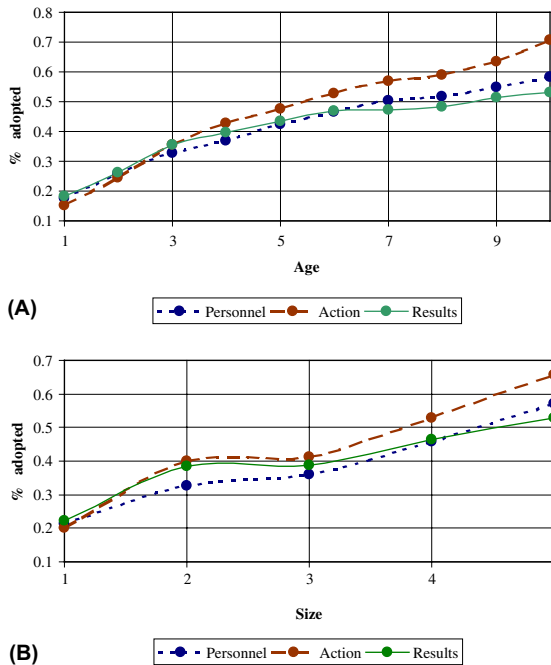 0.8
0.7
0.6
0.5
0.4
0.3
0.2
0.1
% adopted
1 3 5 7 9
Age
(A)
Personnel Action Results
0.7
0.6
0.5
0.4
0.3
0.2
0.1
% adopted
1 2 3 4
Size
(B)
Personnel Action Results